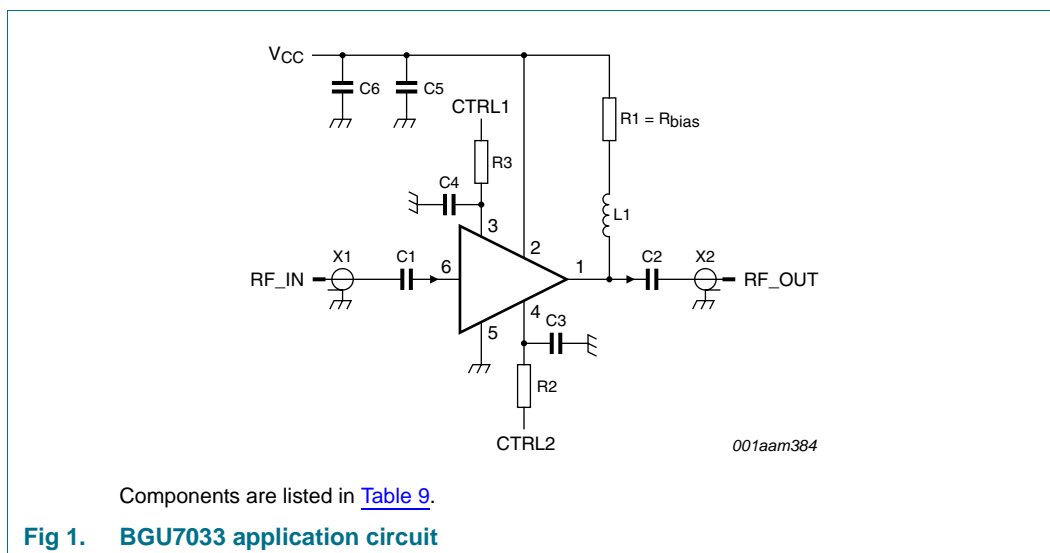 VCC
C6
C5
CTRL1
R1 = Rbias
R3
C4
L1
3
2
X1
C1
1
C2
X2
RF_IN
6
RF_OUT
4
C3
5
R2
CTRL2
001aam384
Components are listed in Table 9.
Fig 1. BGU7033 application circuit